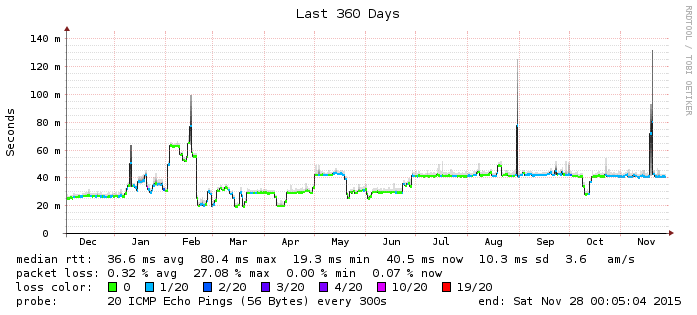 Last 360 Days
RRDTOOL / TOBI OETIKER
Seconds
140 m
120 m
100 m
80 m
60 m
40 m
20 m
0
Dec Jan Feb Mar Apr May Jun Jul Aug Sep Oct Nov
median rtt: 36.6 ms avg 80.4 ms max 19.3 ms min 40.5 ms now 10.3 ms sd 3.6 am/s
packet loss: 0.32 % avg 27.08 % max 0.00 % min 0.07 % now
loss color: 0 1/20 2/20 3/20 4/20 10/20 19/20
probe: 20 ICMP Echo Pings (56 Bytes) every 300s end: Sat Nov 28 00:05:04 2015